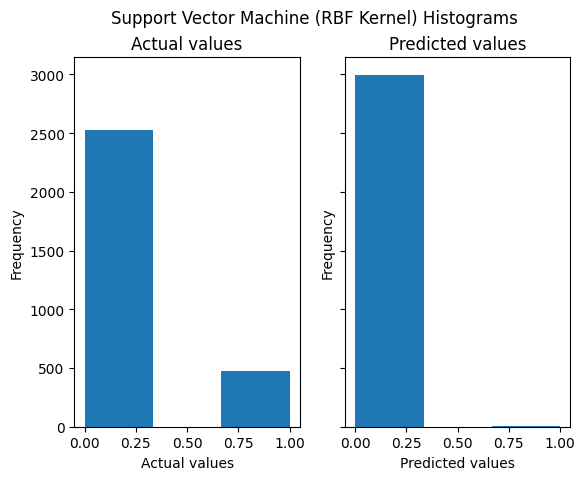 Support Vector Machine (RBF Kernel) Histograms
Actual values
Predicted values
3000
2500
2000
1500
1000
500
0
Frequency
Frequency
0.00 0.25 0.50 0.75 1.00
0.00 0.25 0.50 0.75 1.00
Actual values
Predicted values